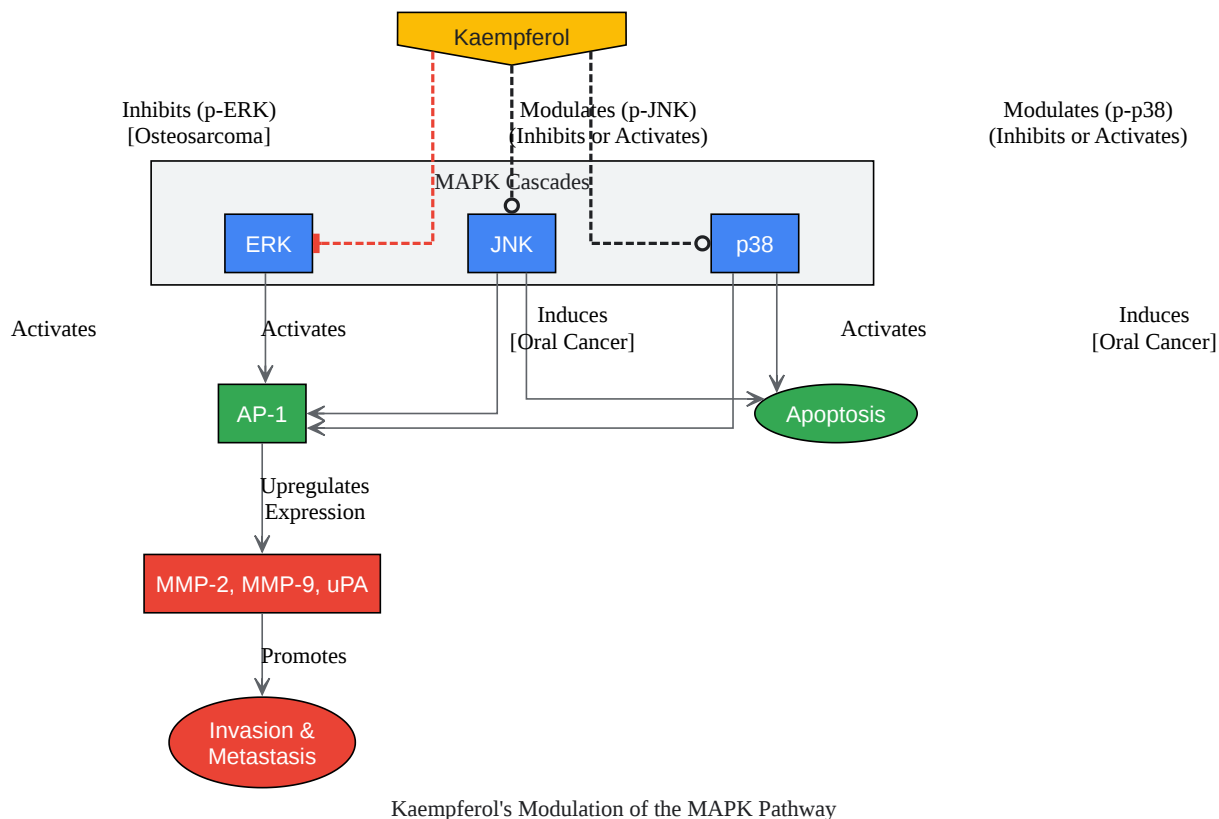 Kaempferol
Inhibits (p-ERK)
[Osteosarcoma]
Modulates (p-JNK)
(Inhibits or Activates)
Modulates (p-p38)
(Inhibits or Activates)
MAPK Cascades
ERK
JNK
p38
Activates
Activates
Induces
[Oral Cancer]
Activates
Induces
[Oral Cancer]
AP-1
Apoptosis
Upregulates
Expression
MMP-2, MMP-9, uPA
Promotes
Invasion &
Metastasis
Kaempferol's Modulation of the MAPK Pathway